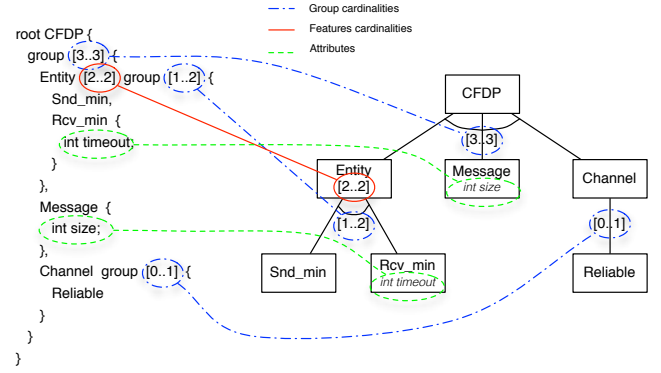 Group cardinalities
Features cardinalities
Attributes
root CFDP {
group [3..3] {
Entity [2..2] group [1..2] {
Snd_min,
Rcv_min {
int timeout;
}
},
Message {
int size;
},
Channel group [0..1] {
Reliable
}
}
}
CFDP
[3..3]
Entity
[2..2]
Message
int size
Channel
[1..2]
[0..1]
Snd_min
Rcv_min
int timeout
Reliable